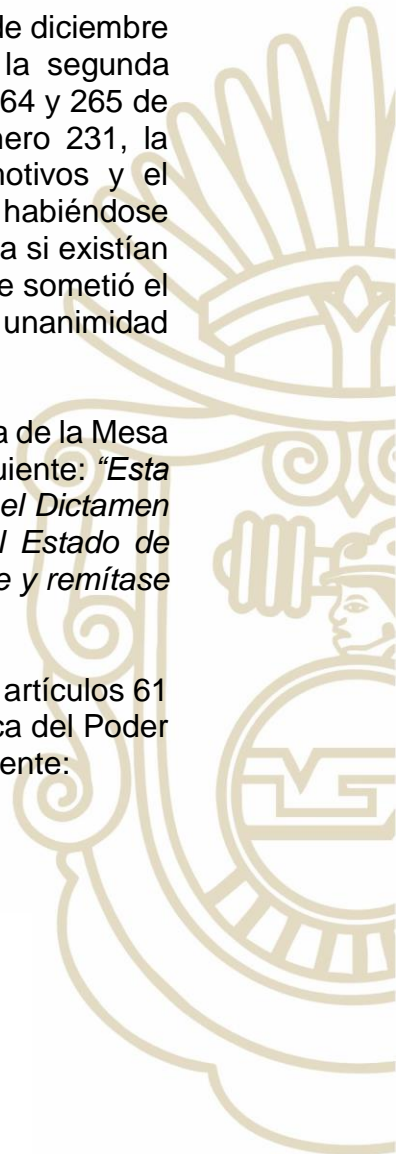 de diciembre
la segunda
64 y 265 de
nero 231, la
notivos y el
habiéndose
a si existían
e sometió el
unanimidad
a de la Mesa
uiente: “Esta
el Dictamen
l Estado de
e y remítase
artículos 61
ca del Poder
ente: